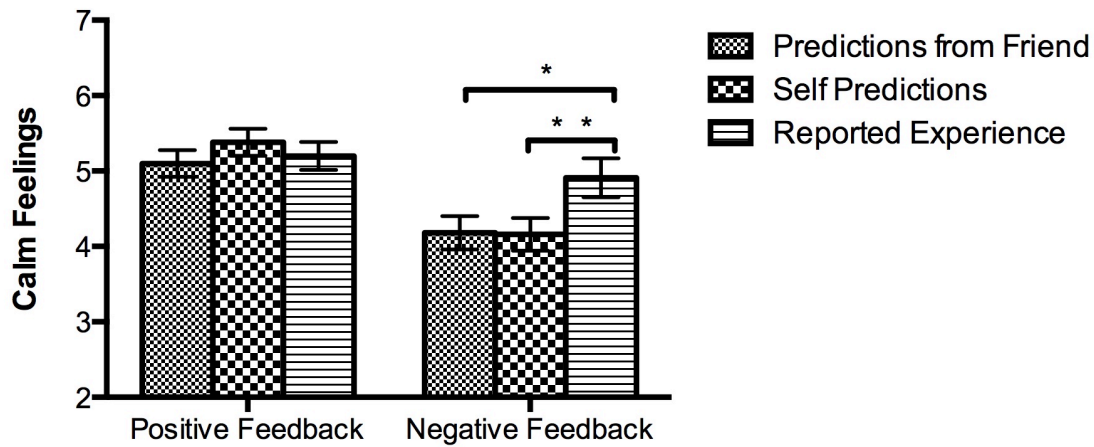 7
6
5
4
3
2
Calm Feelings
*
* *
Positive Feedback
Negative Feedback
Predictions from Friend
Self Predictions
Reported Experience